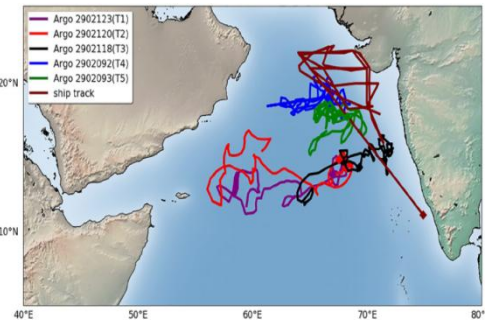 Argo 2902123(T1)
Argo 2902120(T2)
Argo 2902118(T3)
Argo 2902092(T4)
Argo 2902093(T5)
ship track
20°N
10°N
40°E 50°E 60°E 70°E 80°